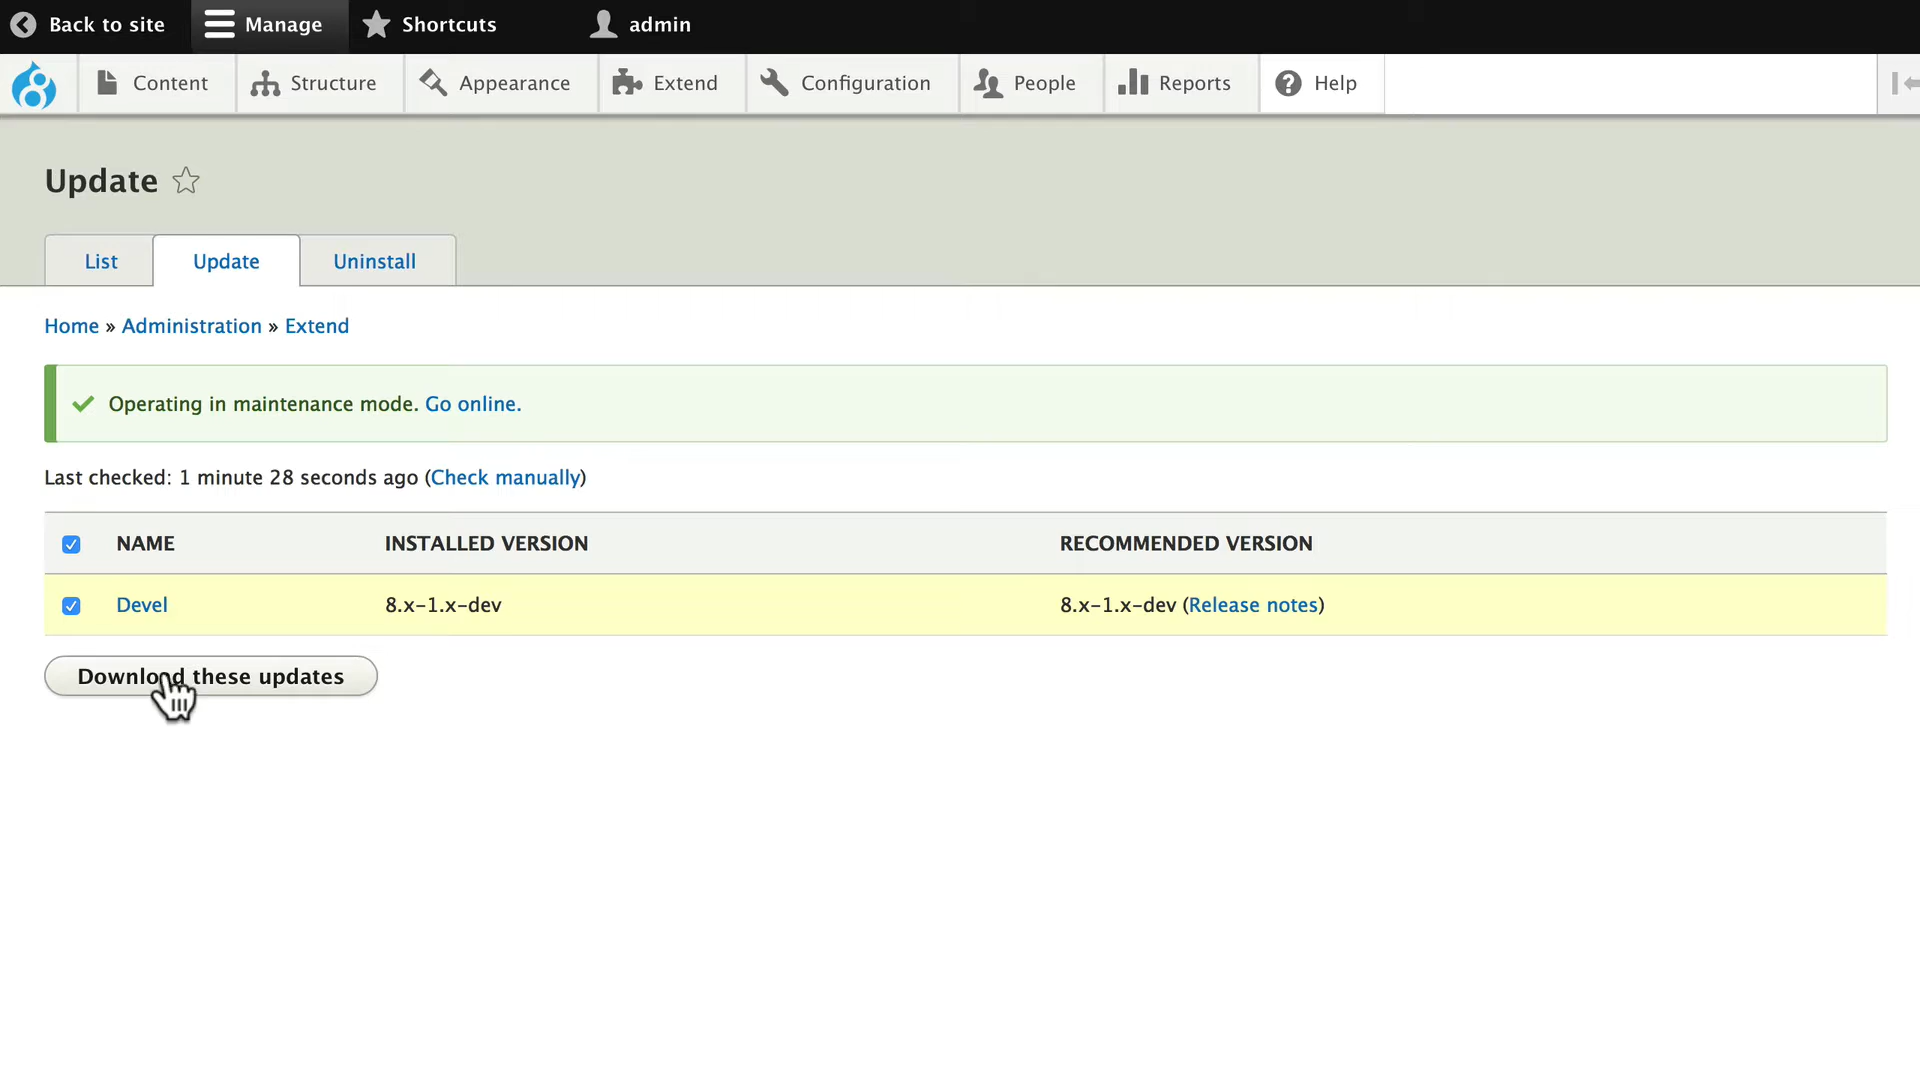 Back to site Manage Shortcuts admin
8 Content Structure Appearance Extend Configuration People Reports ? Help
Update
List Update Uninstall
Home » Administration » Extend
Operating in maintenance mode. Go online.
Last checked: 1 minute 28 seconds ago (Check manually)
NAME INSTALLED VERSION RECOMMENDED VERSION
Devel 8.x-1.x-dev 8.x-1.x-dev (Release notes)
Download these updates